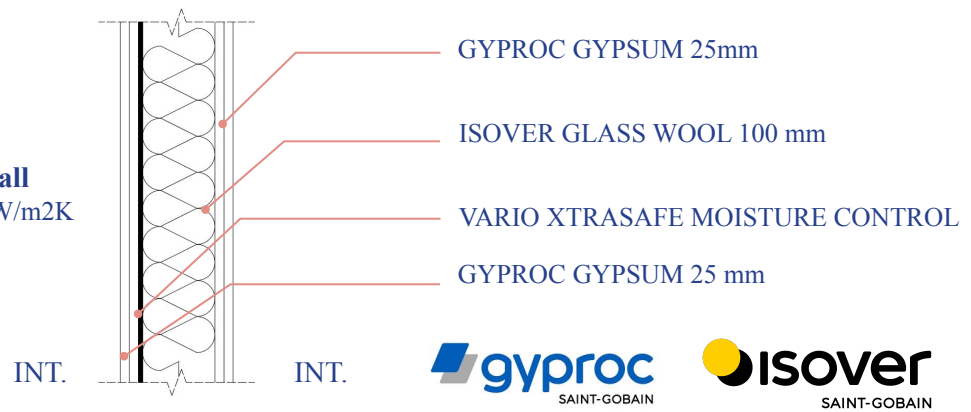 GYPROC GYPSUM 25mm
ISOVER GLASS WOOL 100 mm
all
W/m2K
VARIO XTRASAFE MOISTURE CONTROL
GYPROC GYPSUM 25 mm
INT.
INT.
gyproc
SAINT-GOBAIN
isover
SAINT-GOBAIN